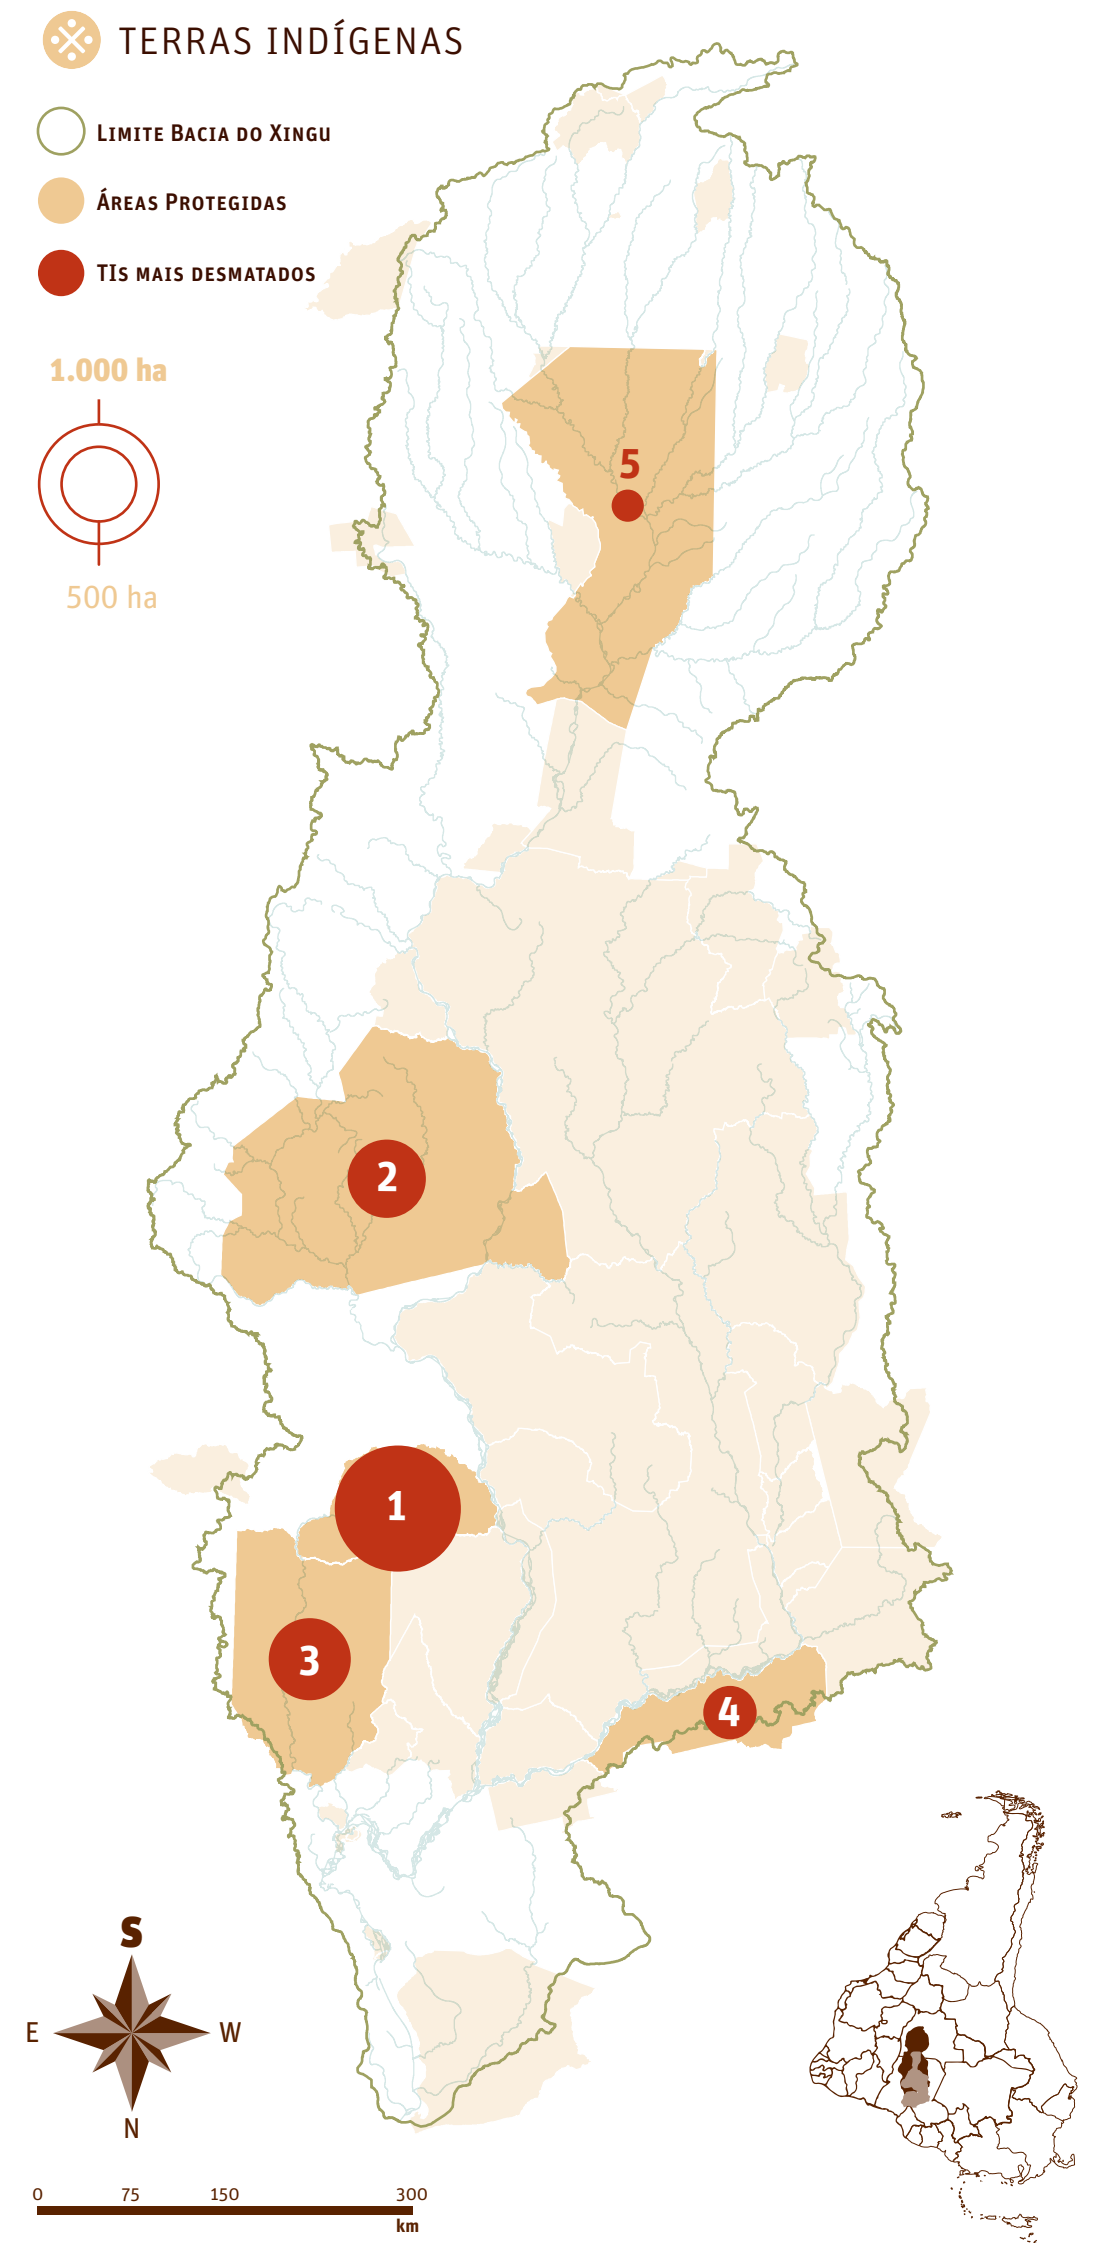 TERRAS INDÍGENAS
LIMITE BACIA DO XINGU
ÁREAS PROTEGIDAS
TIS MAIS DESMATADOS
1.000 ha
500 ha
5
2
1
3
4
S
E
W
N
0 75 150 300
km